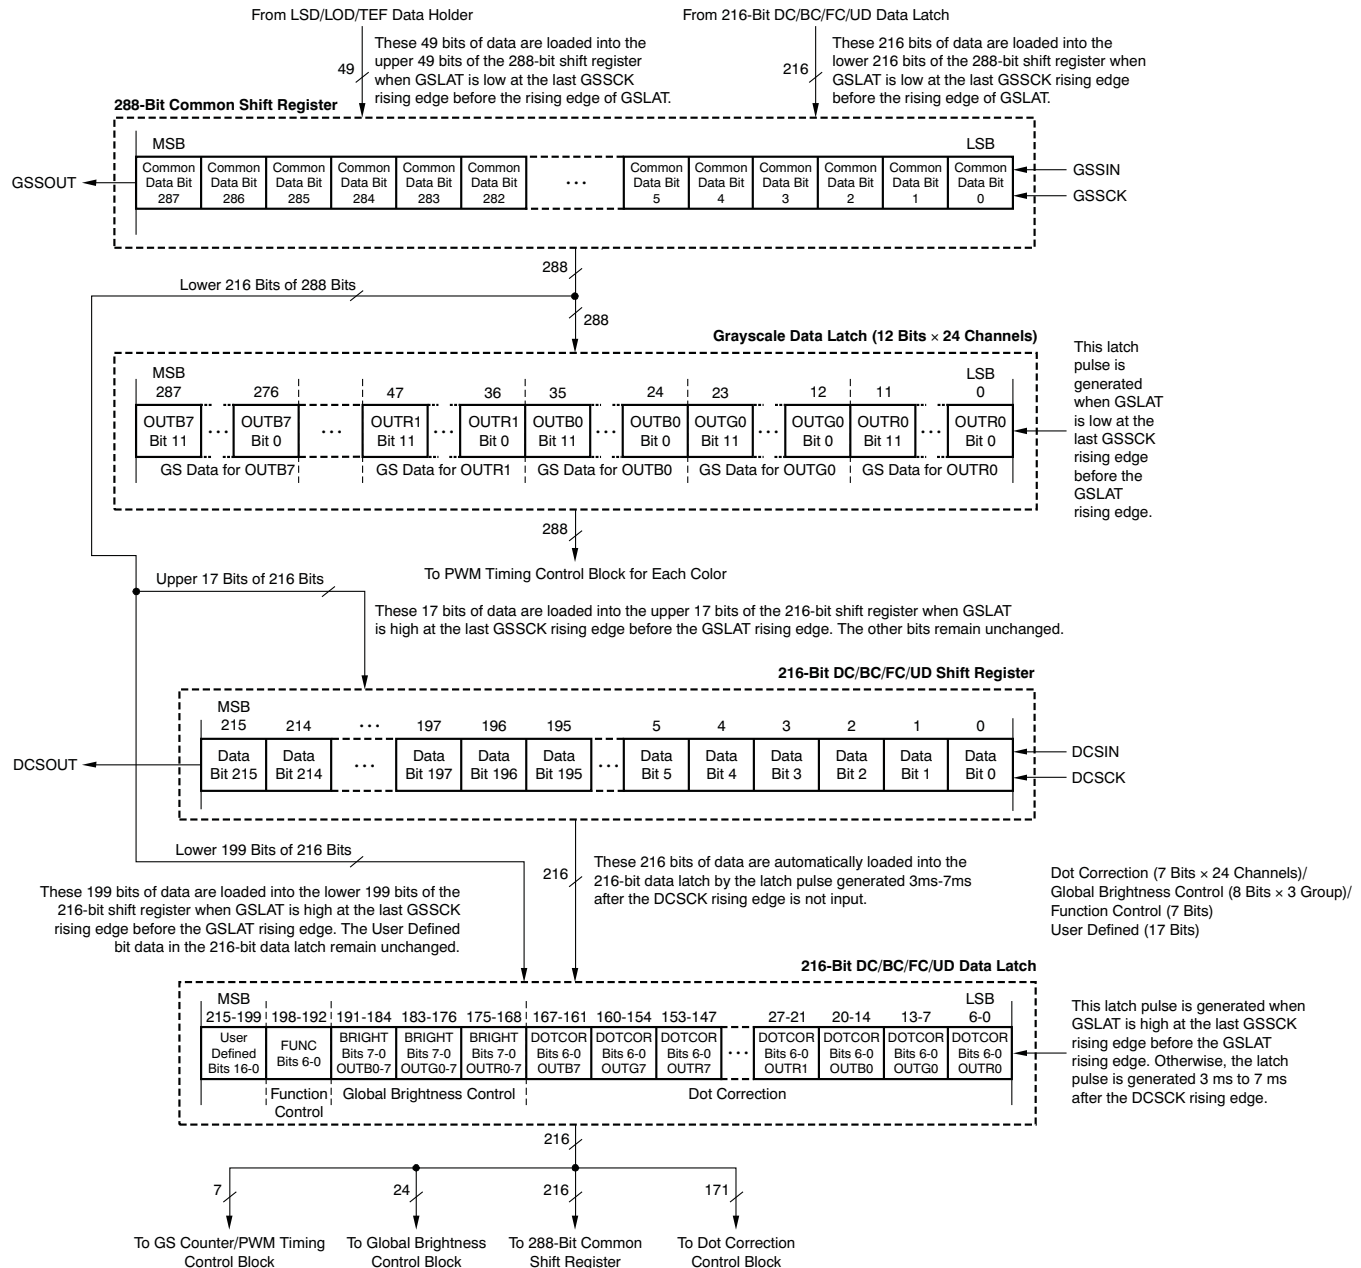 From LSD/LOD/TEF Data Holder
From 216-Bit DC/BC/FC/UD Data Latch
These 49 bits of data are loaded into the
upper 49 bits of the 288-bit shift register
when GSLAT is low at the last GSSCK
rising edge before the rising edge of GSLAT.
49
These 216 bits of data are loaded into the
lower 216 bits of the 288-bit shift register when
GSLAT is low at the last GSSCK rising edge
before the rising edge of GSLAT.
216
288-Bit Common Shift Register
MSB
LSB
GSSOUT
Common Data Bit 287
Common Data Bit 286
Common Data Bit 285
Common Data Bit 284
Common Data Bit 283
Common Data Bit 282
...
Common Data Bit 5
Common Data Bit 4
Common Data Bit 3
Common Data Bit 2
Common Data Bit 1
Common Data Bit 0
GSSIN
GSSCK
288
Lower 216 Bits of 288 Bits
288
Grayscale Data Latch (12 Bits × 24 Channels)
MSB
LSB
287 276 47 36 35 24 23 12 11 0
OUTB7 Bit 11
...
OUTB7 Bit 0
...
OUTR1 Bit 11
...
OUTR1 Bit 0
OUTB0 Bit 11
...
OUTB0 Bit 0
OUTG0 Bit 11
...
OUTG0 Bit 0
OUTR0 Bit 11
...
OUTR0 Bit 0
GS Data for OUTB7
GS Data for OUTR1
GS Data for OUTB0
GS Data for OUTG0
GS Data for OUTR0
This latch
pulse is
generated
when GSLAT
is low at the
last GSSCK
rising edge
before the
GSLAT
rising edge.
288
To PWM Timing Control Block for Each Color
Upper 17 Bits of 216 Bits
These 17 bits of data are loaded into the upper 17 bits of the 216-bit shift register when GSLAT
is high at the last GSSCK rising edge before the GSLAT rising edge. The other bits remain unchanged.
216-Bit DC/BC/FC/UD Shift Register
MSB
215 214 ... 197 196 195 5 4 3 2 1 0
DCSOUT
Data Bit 215
Data Bit 214
...
Data Bit 197
Data Bit 196
Data Bit 195
...
Data Bit 5
Data Bit 4
Data Bit 3
Data Bit 2
Data Bit 1
Data Bit 0
DCSIN
DCSCK
Lower 199 Bits of 216 Bits
These 199 bits of data are loaded into the lower 199 bits of the
216-bit shift register when GSLAT is high at the last GSSCK
rising edge before the GSLAT rising edge. The User Defined
bit data in the 216-bit data latch remain unchanged.
216
These 216 bits of data are automatically loaded into the
216-bit data latch by the latch pulse generated 3ms-7ms
after the DCSCK rising edge is not input.
Dot Correction (7 Bits × 24 Channels)/
Global Brightness Control (8 Bits × 3 Group)/
Function Control (7 Bits)
User Defined (17 Bits)
216-Bit DC/BC/FC/UD Data Latch
MSB
LSB
215-199 198-192 191-184 183-176 175-168 167-161 160-154 153-147 27-21 20-14 13-7 6-0
User Defined Bits 16-0
FUNC Bits 6-0
BRIGHT Bits 7-0 OUTB0-7
BRIGHT Bits 7-0 OUTG0-7
BRIGHT Bits 7-0 OUTR0-7
DOTCOR Bits 6-0 OUTB7
DOTCOR Bits 6-0 OUTG7
DOTCOR Bits 6-0 OUTR7
...
DOTCOR Bits 6-0 OUTR1
DOTCOR Bits 6-0 OUTB0
DOTCOR Bits 6-0 OUTG0
DOTCOR Bits 6-0 OUTR0
Function
Control
Global Brightness Control
Dot Correction
This latch pulse is generated when
GSLAT is high at the last GSSCK
rising edge before the GSLAT
rising edge. Otherwise, the latch
pulse is generated 3 ms to 7 ms
after the DCSCK rising edge.
216
7
24
216
171
To GS Counter/PWM Timing
Control Block
To Global Brightness
Control Block
To 288-Bit Common
Shift Register
To Dot Correction
Control Block